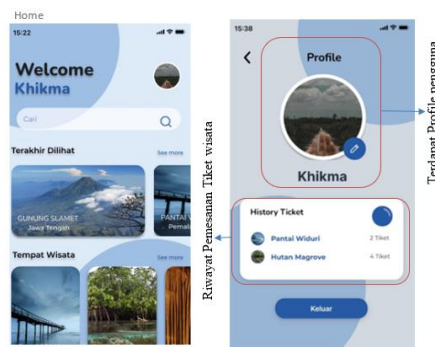 Home
15:22
Welcome
Khikma
Cari
Terakhir Dilihat
See more
GUNUNG SLAMET
Jawa Tengah
PANTAI
Pemal
Tempat Wisata
See more
Riwayat Pemesanan Tiket wisata
15:38
Profile
Khikma
History Ticket
Pantai Widuri
2 Tiket
Hutan Magrove
4 Tiket
Keluar
Terdapat Profile pengguna